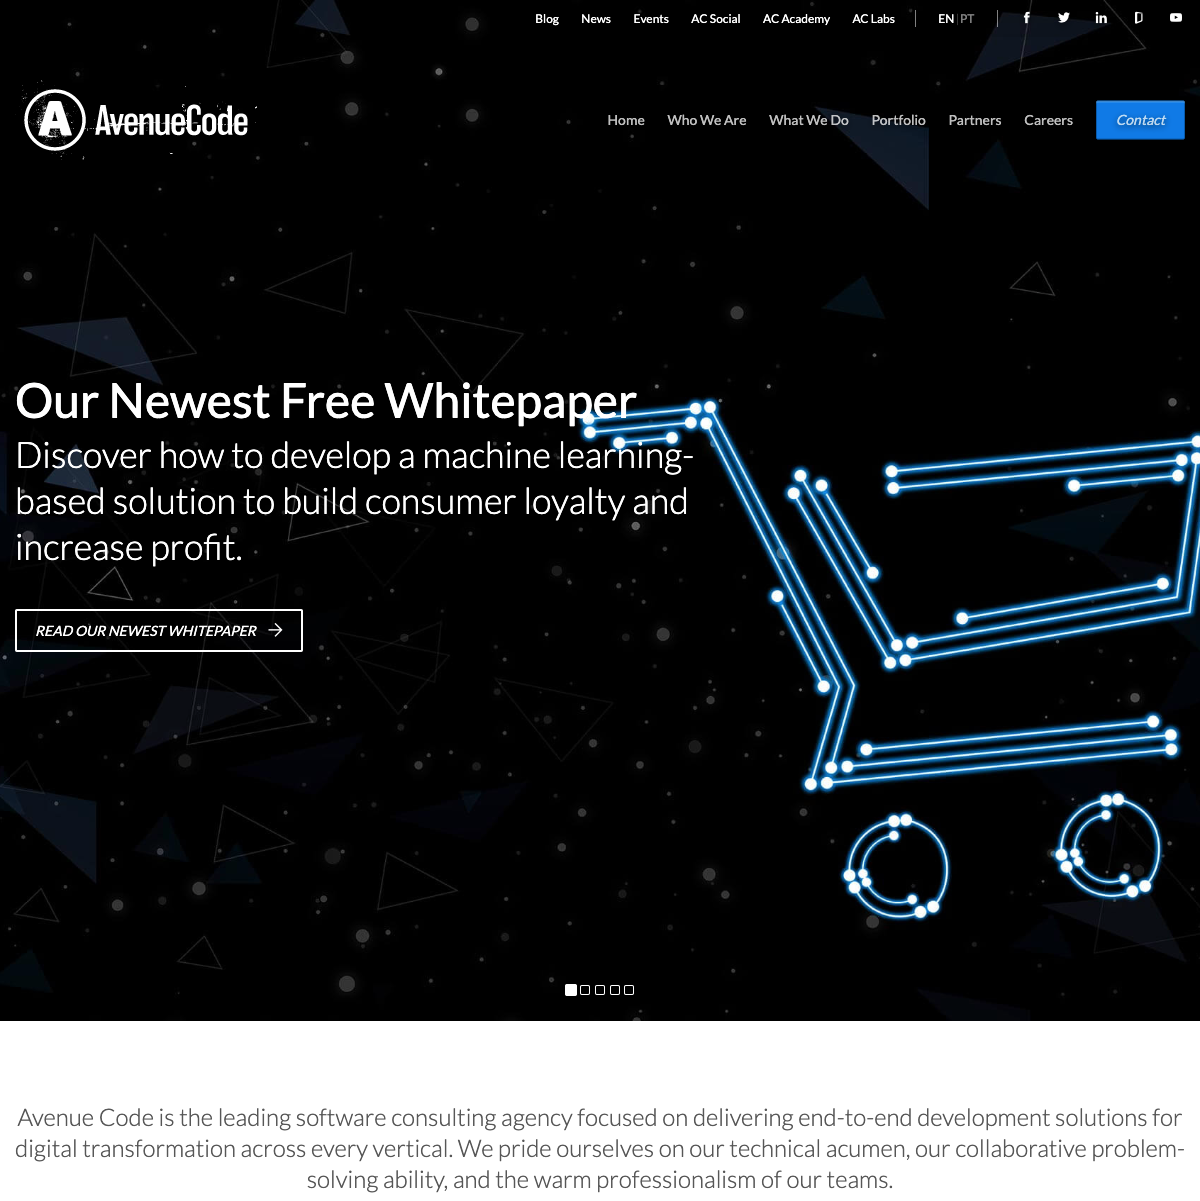 Blog News Events AC Social AC Academy AC Labs EN PT
A AvenueCode
Home Who We Are What We Do Portfolio Partners Careers Contact
Our Newest Free Whitepaper
Discover how to develop a machine learning-
based solution to build consumer loyalty and
increase profit.
READ OUR NEWEST WHITEPAPER
Avenue Code is the leading software consulting agency focused on delivering end-to-end development solutions for
digital transformation across every vertical. We pride ourselves on our technical acumen, our collaborative problem-
solving ability, and the warm professionalism of our teams.